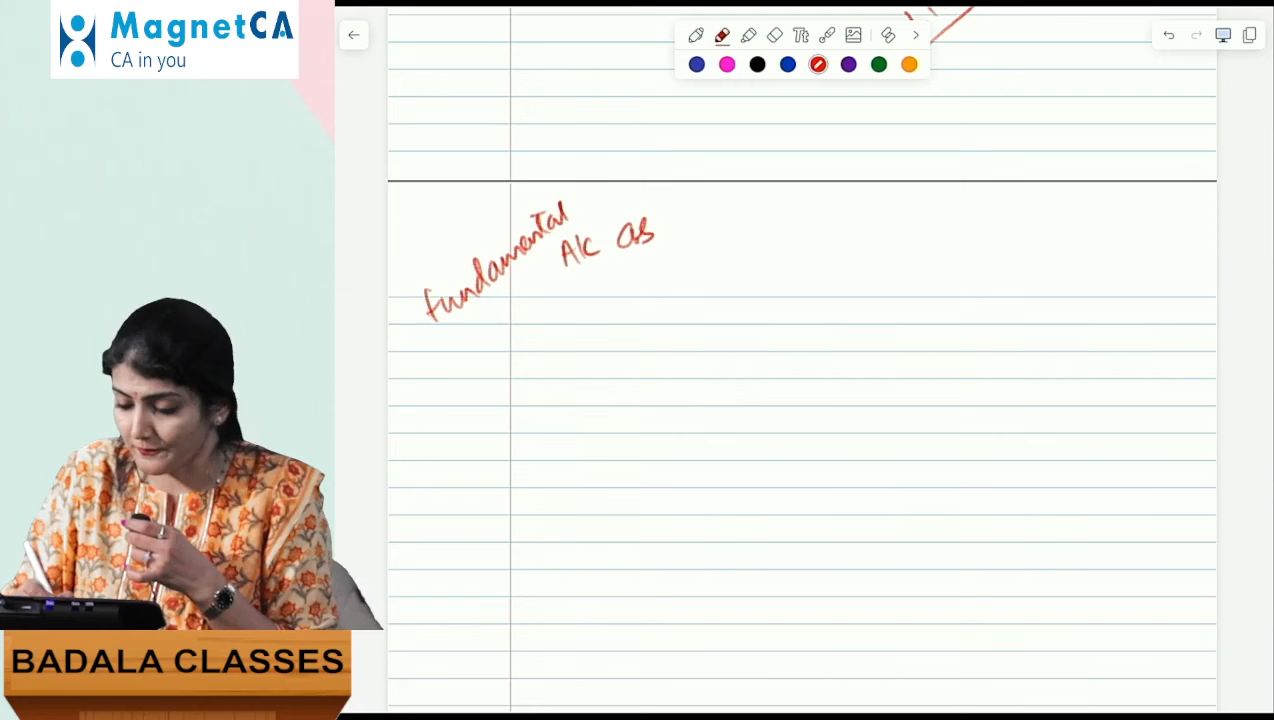 MagnetCA
CA in you
Fundamental
A/C as
BADALA CLASSES